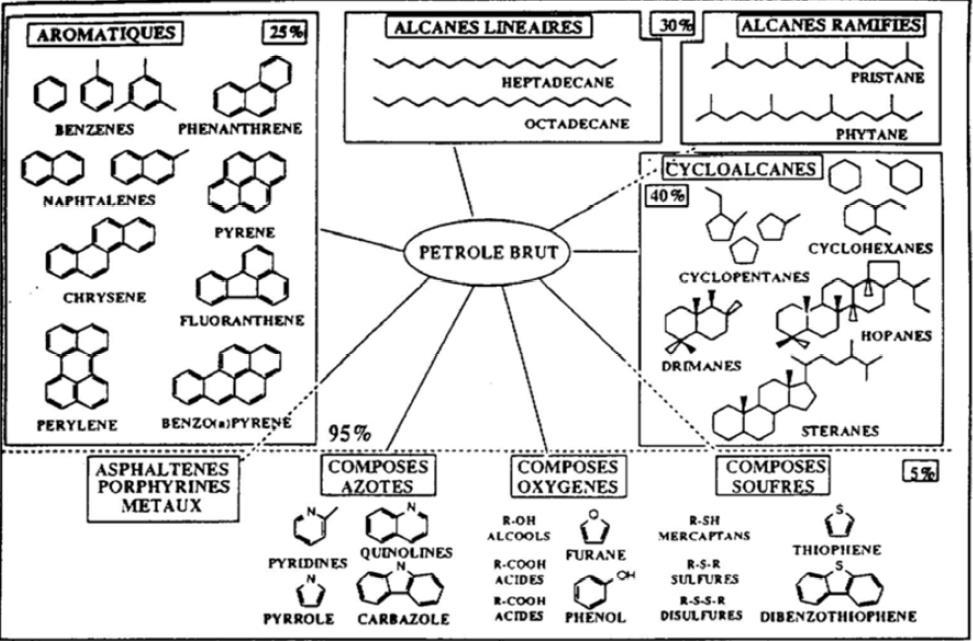 AROMATIQUES
25%
BENZENES
PHENANTHRENE
NAPHTALENES
PYRENE
CHRYSENE
FLUORANTHENE
PERYLENE
BENZO(a)PYRENE
ALCANES LINEAIRES
30%
HEPTADECANE
OCTADECANE
ALCANES RAMIFIES
PRISTANE
PHYTANE
CYCLOALCANES
40%
CYCLOPENTANES
CYCLOHEXANES
DRIMANES
HOPANES
STERANES
PETROLE BRUT
95%
ASPHALTENES
PORPHYRINES
METAUX
COMPOSES
AZOTES
N
N
PYRIDINES
QUINOLINES
N
N
PYRROLE
CARBAZOLE
COMPOSES
OXYGENES
R-OH
ALCOOLS
O
FURANE
R-COOH
ACIDES
OH
R-COOH
ACIDES
PHENOL
COMPOSES
SOUFRES
5%
R-SH
MERCAPTANS
S
THIOPHENE
R-S-R
SULFURES
S
R-S-S-R
DISULFURES
DIBENZOTHIOPHENE